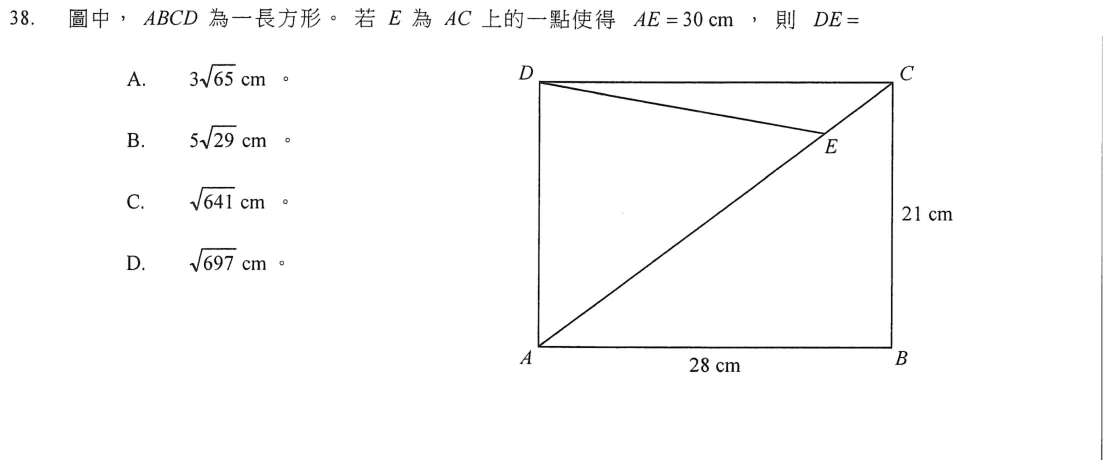 38. 圖中，ABCD 為一長方形。若 E 為 AC 上的一點使得 AE = 30 cm ，則 DE =
A. 3√65 cm 。
B. 5√29 cm 。
C. √641 cm 。
D. √697 cm 。
D
C
E
21 cm
A
28 cm
B